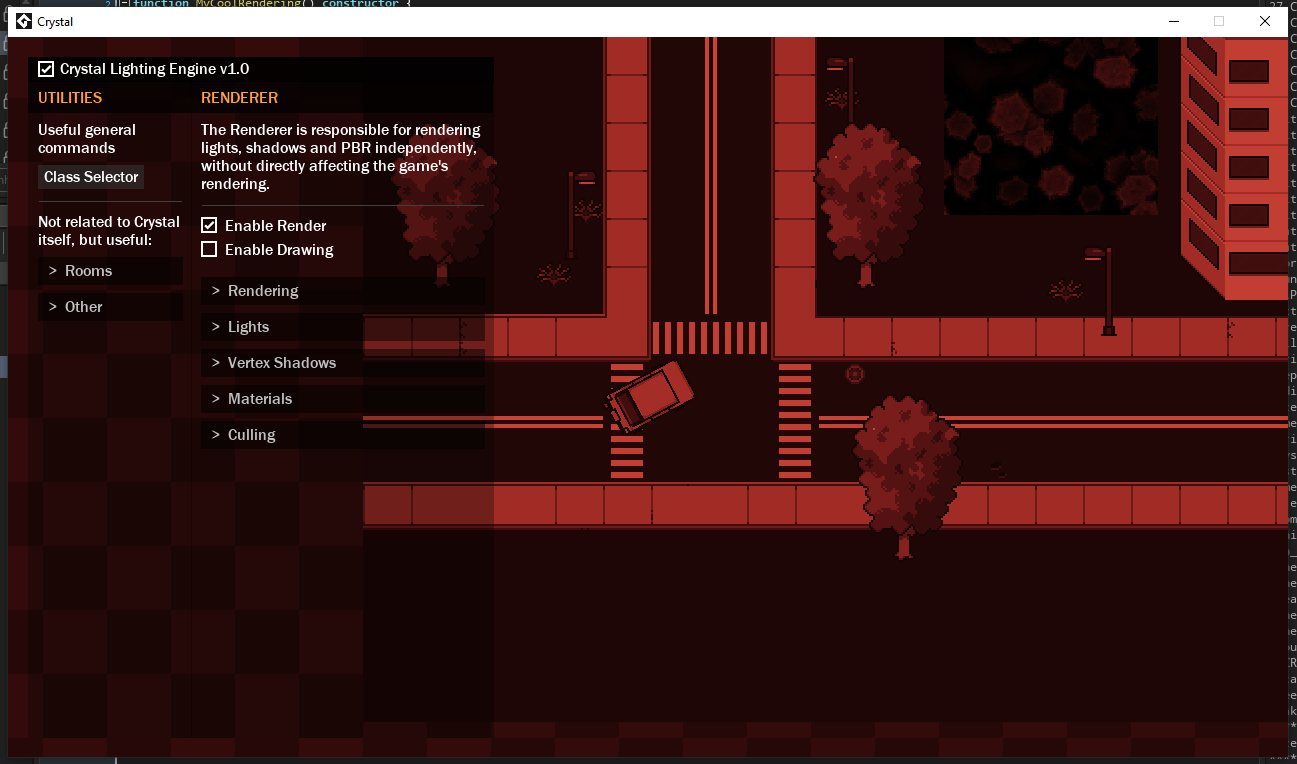 function MyCoolRendering() constructor {
Crystal
Crystal Lighting Engine v1.0
UTILITIES
Useful general
commands
Class Selector
Not related to Crystal
itself, but useful:
> Rooms
> Other
RENDERER
The Renderer is responsible for rendering
lights, shadows and PBR independently,
without directly affecting the game's
rendering.
Enable Render
Enable Drawing
> Rendering
> Lights
> Vertex Shadows
> Materials
> Culling